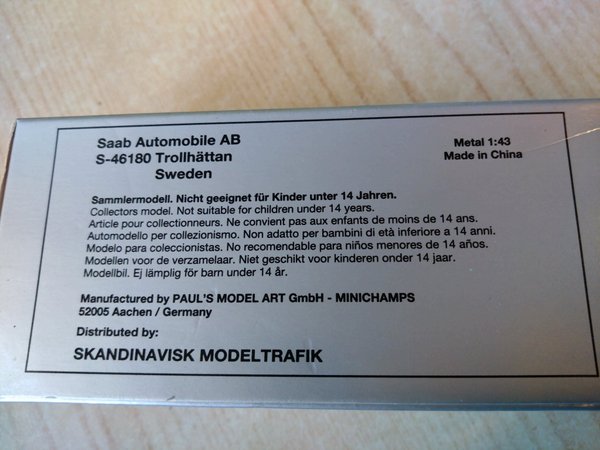 Saab Automobile AB
S-46180 Trollhättan
Sweden
Metal 1:43
Made in China
Sammlermodell. Nicht geeignet für Kinder unter 14 Jahren.
Collectors model. Not suitable for children under 14 years.
Article pour collectionneurs. Ne convient pas aux enfants de moins de 14 ans.
Automodello per collezionismo. Non adatto per bambini di età inferiore a 14 anni.
Modelo para coleccionistas. No recomendable para niños menores de 14 años.
Modellen voor de verzamelaar. Niet geschikt voor kinderen onder 14 jaar.
Modellbil. Ej lämplig för barn under 14 år.
Manufactured by PAUL'S MODEL ART GmbH - MINICHAMPS
52005 Aachen / Germany
Distributed by:
SKANDINAVISK MODELTRAFIK